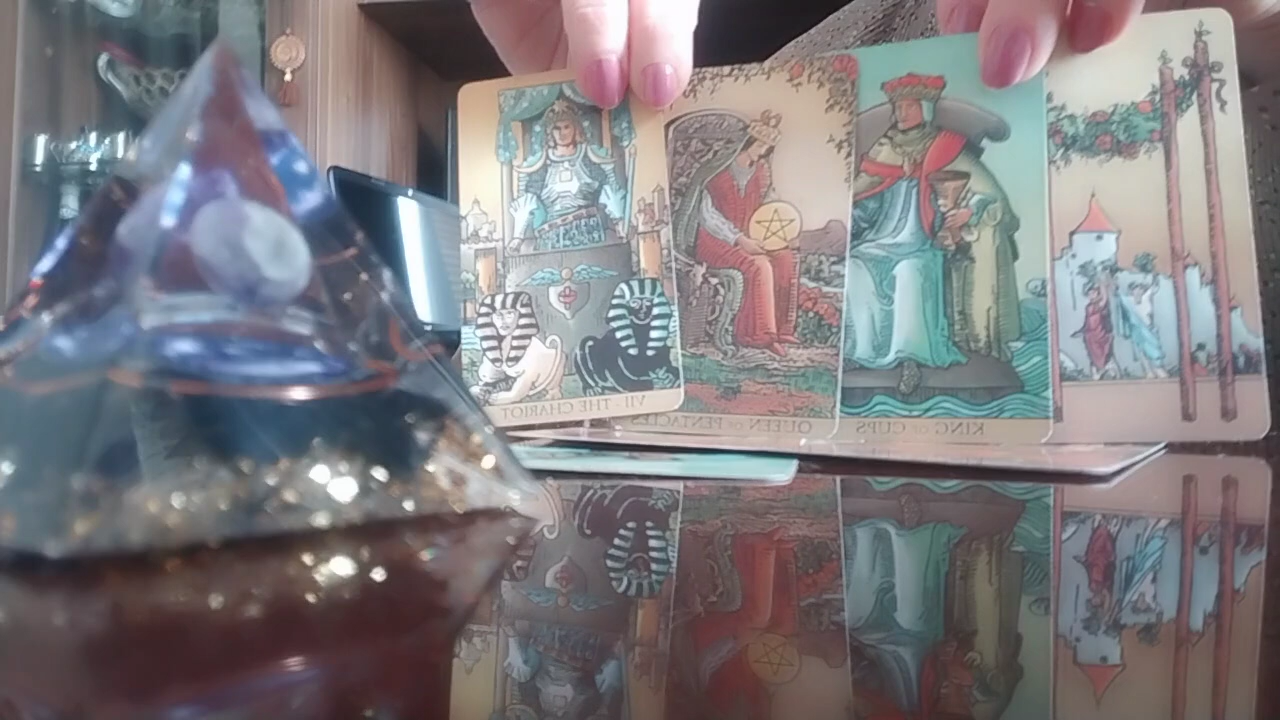 VII - THE CHARIOT
QUEEN OF PENTACLES
KING OF CUPS